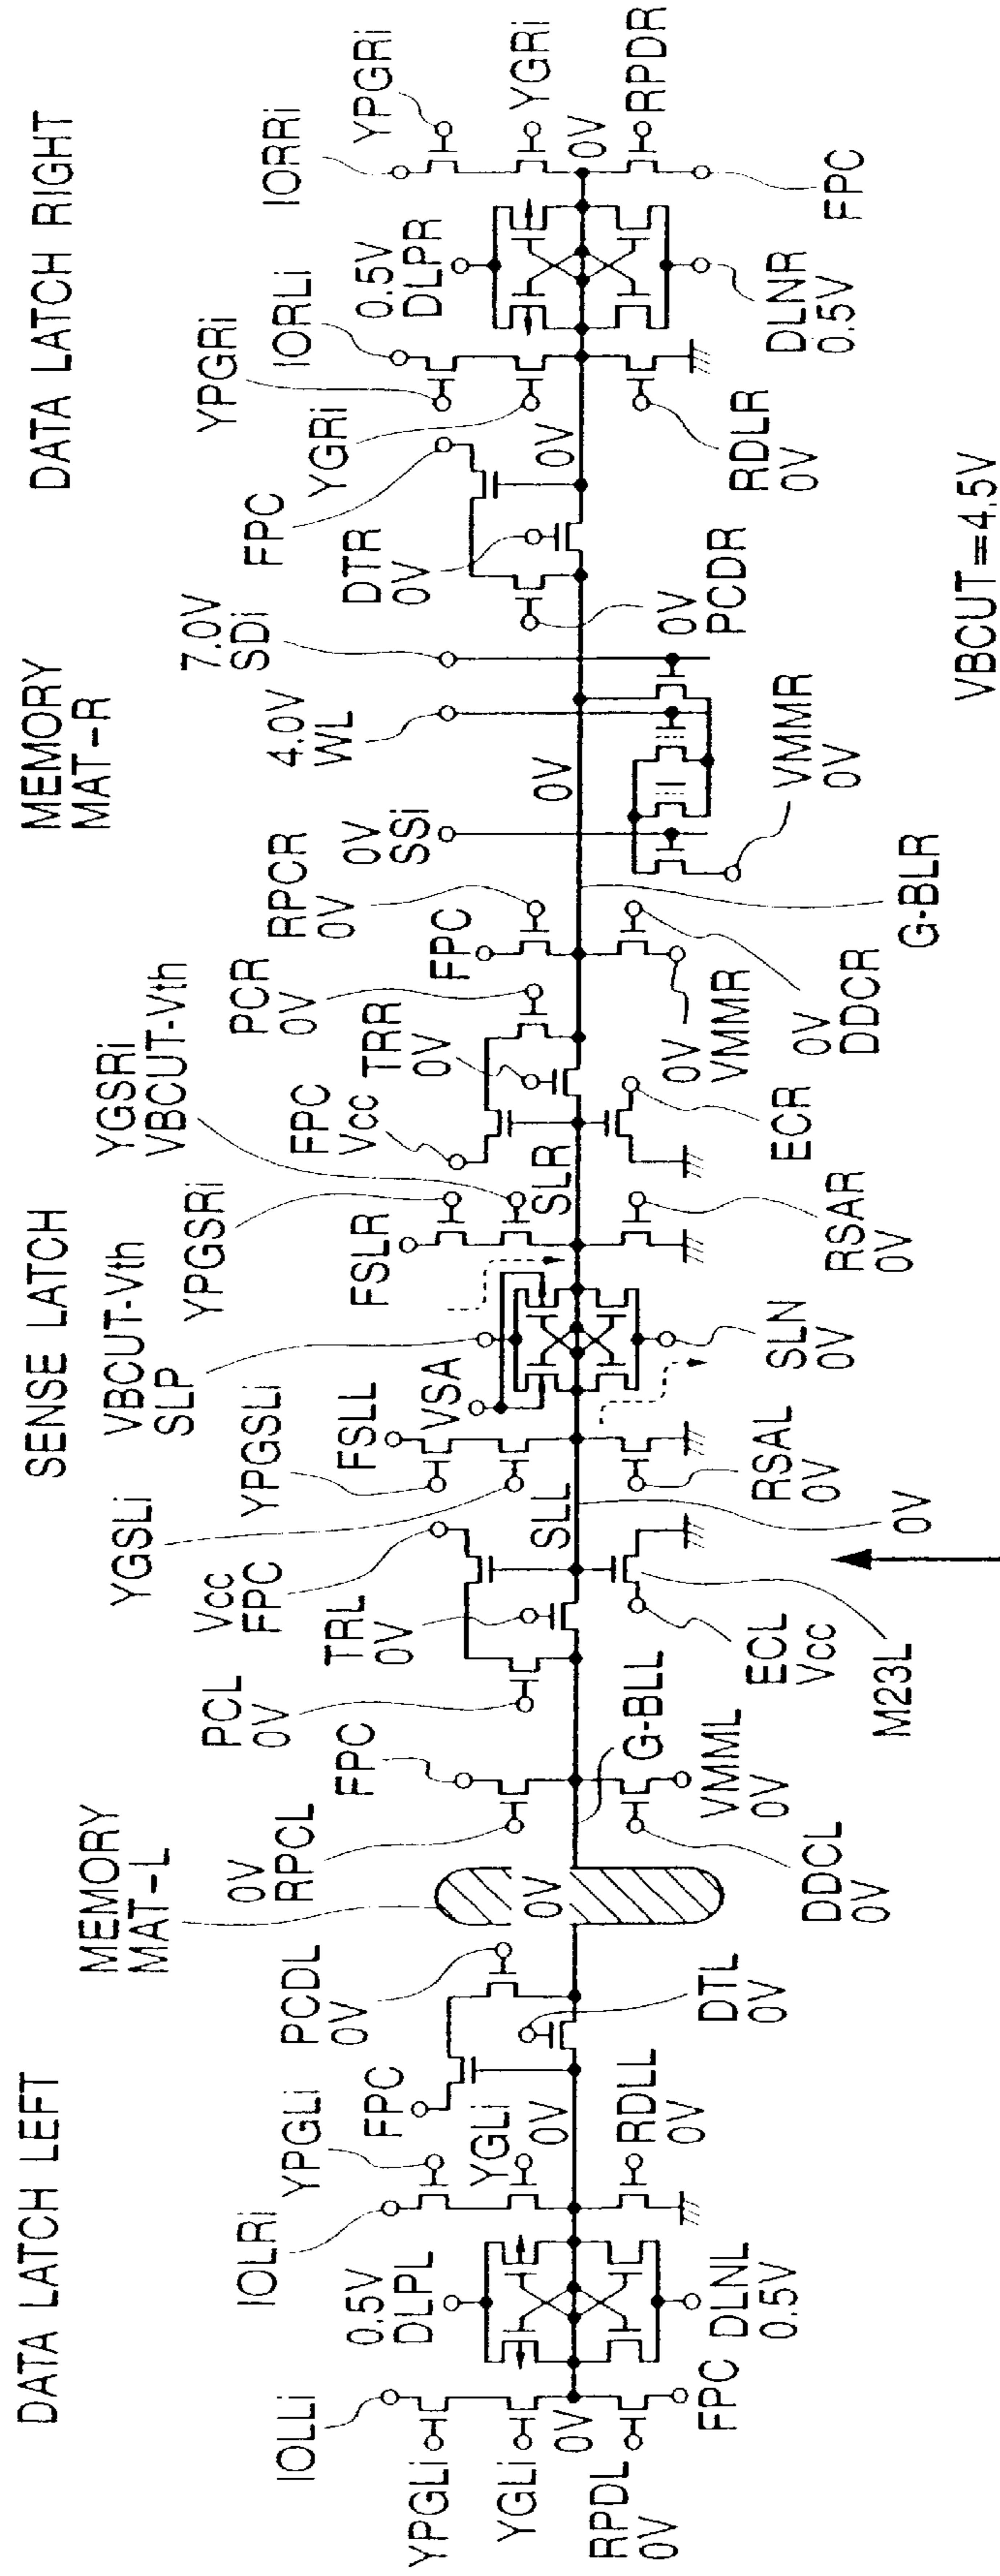 DATA LATCH LEFT
MEMORY
MAT-L
SENSE LATCH
MEMORY
MAT-R
DATA LATCH RIGHT
IOLLi
YPGLi
YGLi
0V
RPDL
0V
FPC
0.5V
DLPL
DLNL
0.5V
IOLRi
YPGLi
YGLi
0V
RDLL
0V
FPC
PCDL
0V
DTL
0V
0V
0V
RPCL
FPC
DDCL
0V
VMML
0V
G-BLL
PCL
0V
TRL
0V
Vcc
FPC
ECL
Vcc
M23L
SLL
0V
YGSLi
YPGSLi
FSLL
RSAL
0V
VSA
VBCUT-Vth
SLP
SLN
0V
FSLR
YPGSRi
YGSRi
VBCUT-Vth
RSAR
0V
SLR
FPC
Vcc
TRR
0V
PCR
0V
ECR
FPC
RPCR
0V
0V
VMMR
0V
DDCR
G-BLR
0V
SSi
0V
4.0V
WL
7.0V
SDi
VMMR
0V
0V
PCDR
DTR
0V
FPC
0V
YGRi
YPGRi
IORLi
RDLR
0V
0.5V
DLPR
DLNR
0.5V
IORRi
YPGRi
YGRi
0V
RPDR
FPC
VBCUT=4.5V